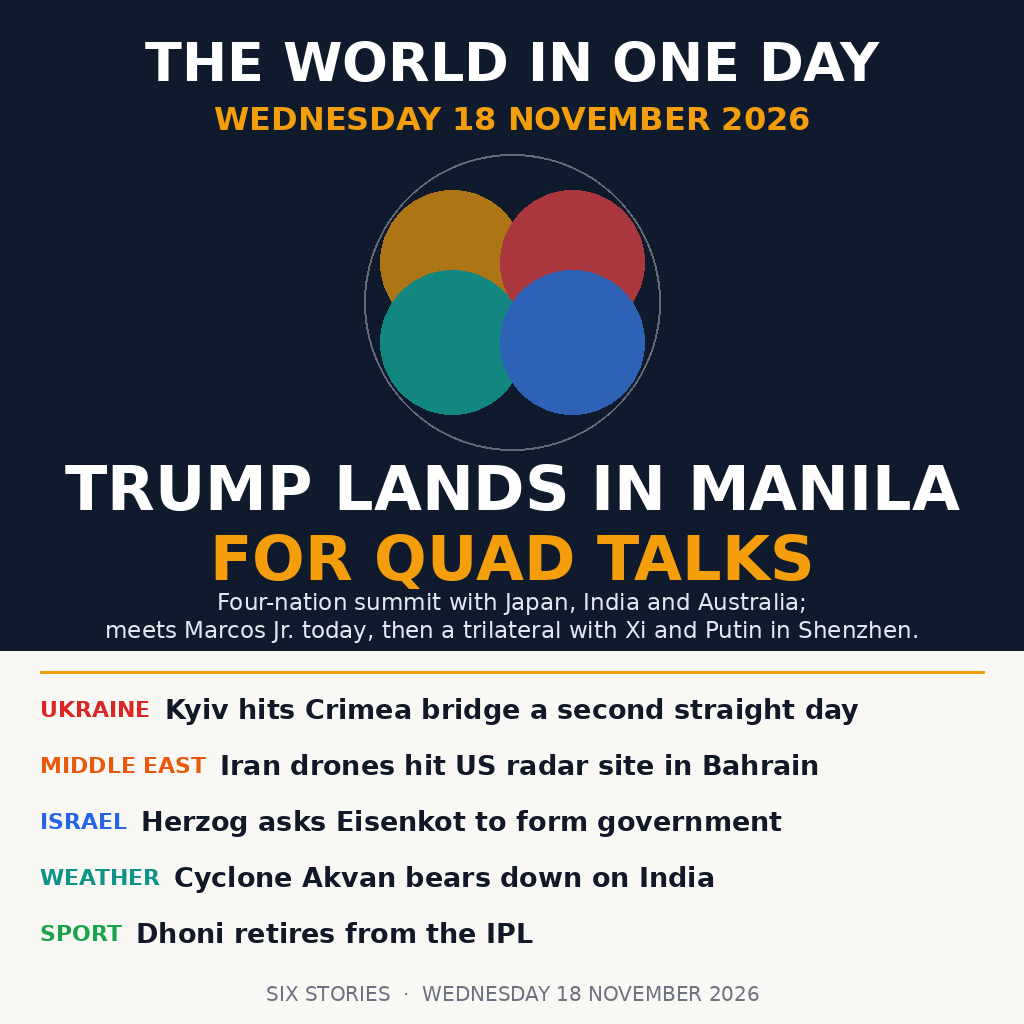 THE WORLD IN ONE DAY
WEDNESDAY 18 NOVEMBER 2026
TRUMP LANDS IN MANILA
FOR QUAD TALKS
Four-nation summit with Japan, India and Australia;
meets Marcos Jr. today, then a trilateral with Xi and Putin in Shenzhen.
UKRAINE Kyiv hits Crimea bridge a second straight day
MIDDLE EAST Iran drones hit US radar site in Bahrain
ISRAEL Herzog asks Eisenkot to form government
WEATHER Cyclone Akvan bears down on India
SPORT Dhoni retires from the IPL
SIX STORIES · WEDNESDAY 18 NOVEMBER 2026